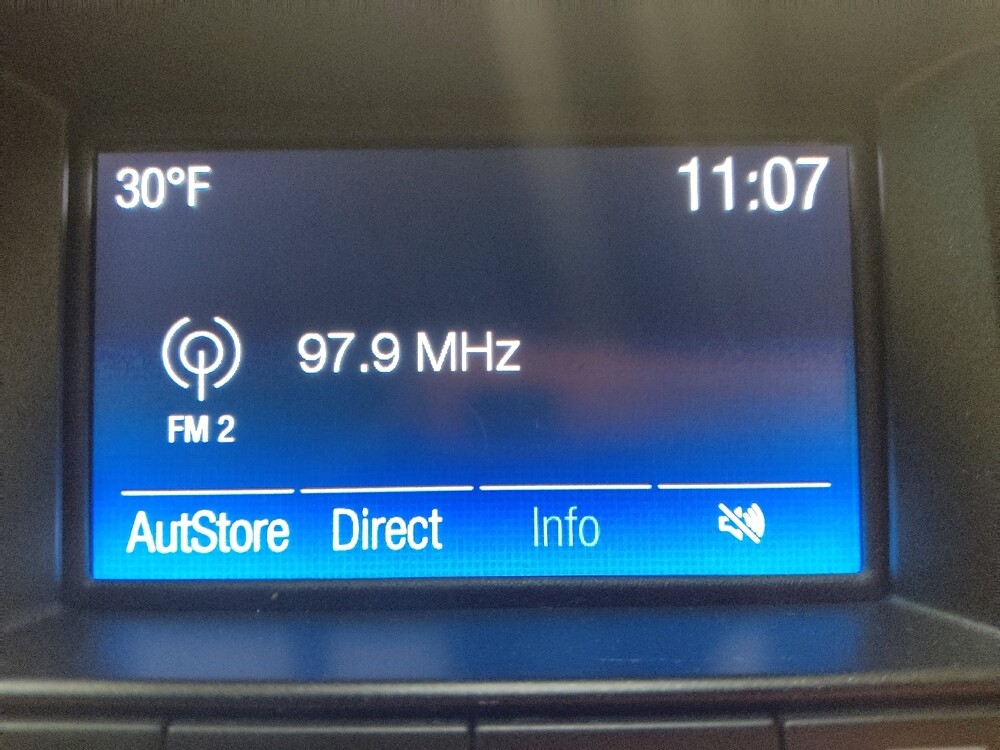 30°F 11:07
97.9 MHz
FM 2
AutStore Direct Info